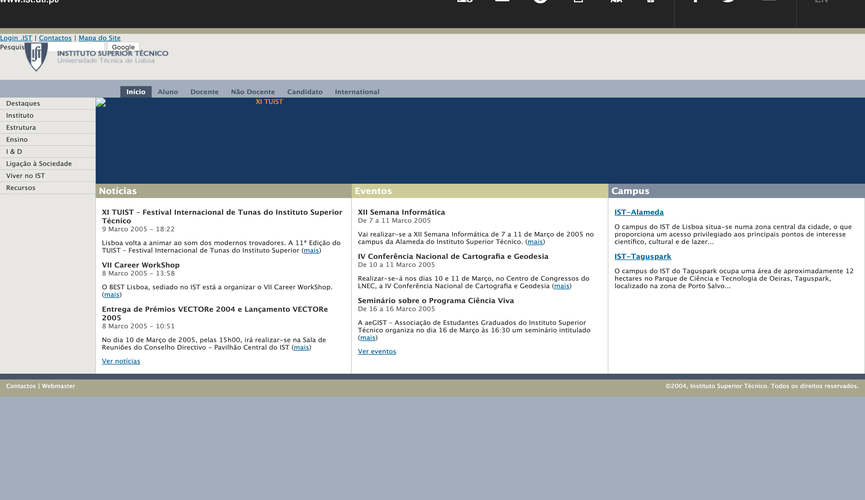 www.ist.utl.pt/
EN
Login .IST | Contactos | Mapa do Site
Pesquis
Google
INSTITUTO SUPERIOR TÉCNICO
Universidade Técnica de Lisboa
Início Aluno Docente Não Docente Candidato International
Destaques
Instituto
Estrutura
Ensino
I & D
Ligação à Sociedade
Viver no IST
Recursos
XI TUIST
Notícias
XI TUIST – Festival Internacional de Tunas do Instituto Superior
Técnico
9 Marco 2005 – 18:22
Lisboa volta a animar ao som dos modernos trovadores. A 11ª Edição do
TUIST – Festival Internacional de Tunas do Instituto Superior (mais)
VII Career WorkShop
8 Marco 2005 – 13:58
O BEST Lisboa, sediado no IST está a organizar o VII Career WorkShop.
(mais)
Entrega de Prémios VECTORe 2004 e Lançamento VECTORe
2005
8 Marco 2005 – 10:51
No dia 10 de Março de 2005, pelas 15h00, irá realizar-se na Sala de
Reuniões do Conselho Directivo – Pavilhão Central do IST (mais)
Ver notícias
Eventos
XII Semana Informática
De 7 a 11 Marco 2005
Vai realizar-se a XII Semana Informática de 7 a 11 de Março de 2005 no
campus da Alameda do Instituto Superior Técnico. (mais)
IV Conferência Nacional de Cartografia e Geodesia
De 10 a 11 Marco 2005
Realizar-se-á nos dias 10 e 11 de Março, no Centro de Congressos do
LNEC, a IV Conferência Nacional de Cartografia e Geodesia (mais)
Seminário sobre o Programa Ciência Viva
De 16 a 16 Marco 2005
A aeGIST – Associação de Estudantes Graduados do Instituto Superior
Técnico organiza no dia 16 de Março às 16:30 um seminário intitulado
(mais)
Ver eventos
Campus
IST-Alameda
O campus do IST de Lisboa situa-se numa zona central da cidade, o que
proporciona um acesso privilegiado aos principais pontos de interesse
científico, cultural e de lazer...
IST-Taguspark
O campus do IST do Taguspark ocupa uma área de aproximadamente 12
hectares no Parque de Ciência e Tecnologia de Oeiras, Taguspark,
localizado na zona de Porto Salvo...
Contactos | Webmaster
©2004, Instituto Superior Técnico. Todos os direitos reservados.